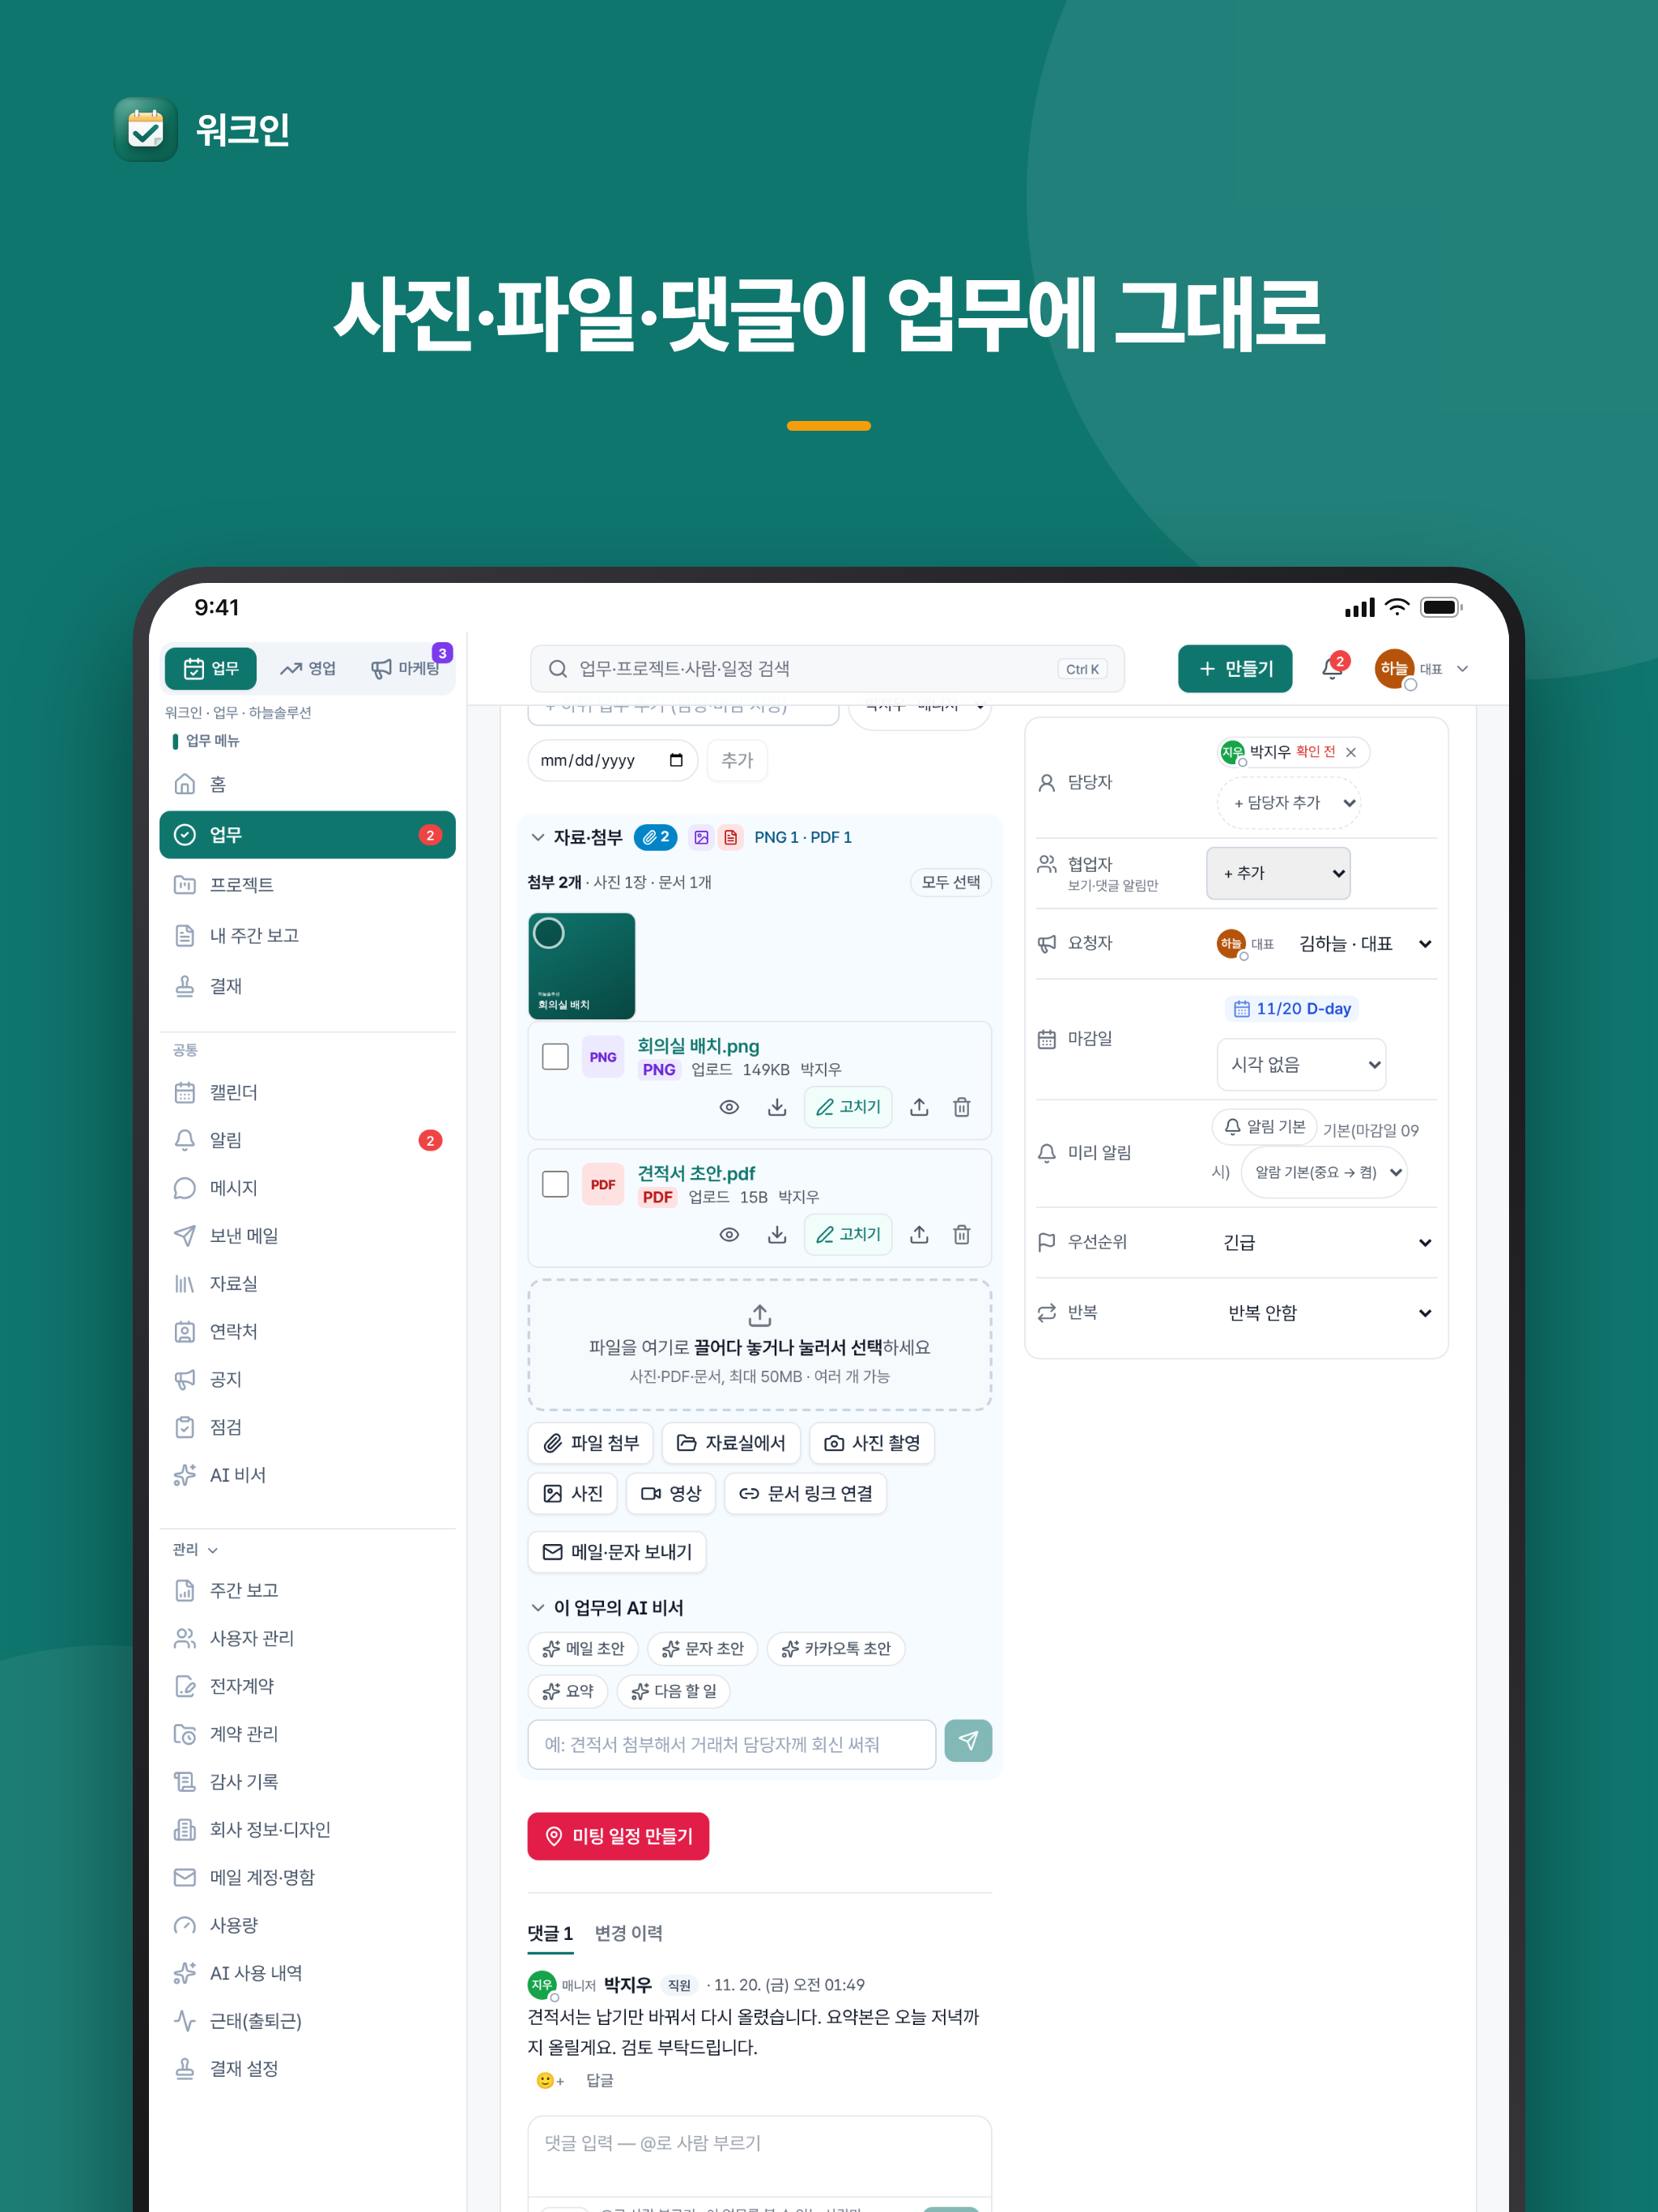 워크인
사진·파일·댓글이 업무에 그대로
9:41
업무
영업
마케팅
3
워크인 · 업무 · 하늘솔루션
업무 메뉴
홈
업무
2
프로젝트
내 주간 보고
결재
공통
캘린더
알림
2
메시지
보낸 메일
자료실
연락처
공지
점검
AI 비서
관리
주간 보고
사용자 관리
전자계약
계약 관리
감사 기록
회사 정보·디자인
메일 계정·명함
사용량
AI 사용 내역
근태(출퇴근)
결재 설정
업무·프로젝트·사람·일정 검색
Ctrl K
만들기
2
하늘
대표
mm/dd/yyyy
추가
자료·첨부
2
PNG 1 · PDF 1
첨부 2개 · 사진 1장 · 문서 1개
모두 선택
하늘솔루션
회의실 배치
PNG
회의실 배치.png
PNG 업로드 149KB 박지우
고치기
PDF
견적서 초안.pdf
PDF 업로드 15B 박지우
고치기
파일을 여기로 끌어다 놓거나 눌러서 선택하세요
사진·PDF·문서, 최대 50MB · 여러 개 가능
파일 첨부
자료실에서
사진 촬영
사진
영상
문서 링크 연결
메일·문자 보내기
이 업무의 AI 비서
메일 초안
문자 초안
카카오톡 초안
요약
다음 할 일
예: 견적서 첨부해서 거래처 담당자께 회신 써줘
미팅 일정 만들기
댓글 1
변경 이력
지우 매니저 박지우 직원 · 11. 20. (금) 오전 01:49
견적서는 납기만 바꿔서 다시 올렸습니다. 요약본은 오늘 저녁까
지 올릴게요. 검토 부탁드립니다.
+
답글
댓글 입력 — @로 사람 부르기
담당자
지우 박지우 확인 전
+ 담당자 추가
협업자
보기·댓글 알림만
+ 추가
요청자
하늘 대표 김하늘 · 대표
마감일
11/20 D-day
시각 없음
미리 알림
알림 기본 기본(마감일 09
시) 알람 기본(중요 → 켬)
우선순위
긴급
반복
반복 안함